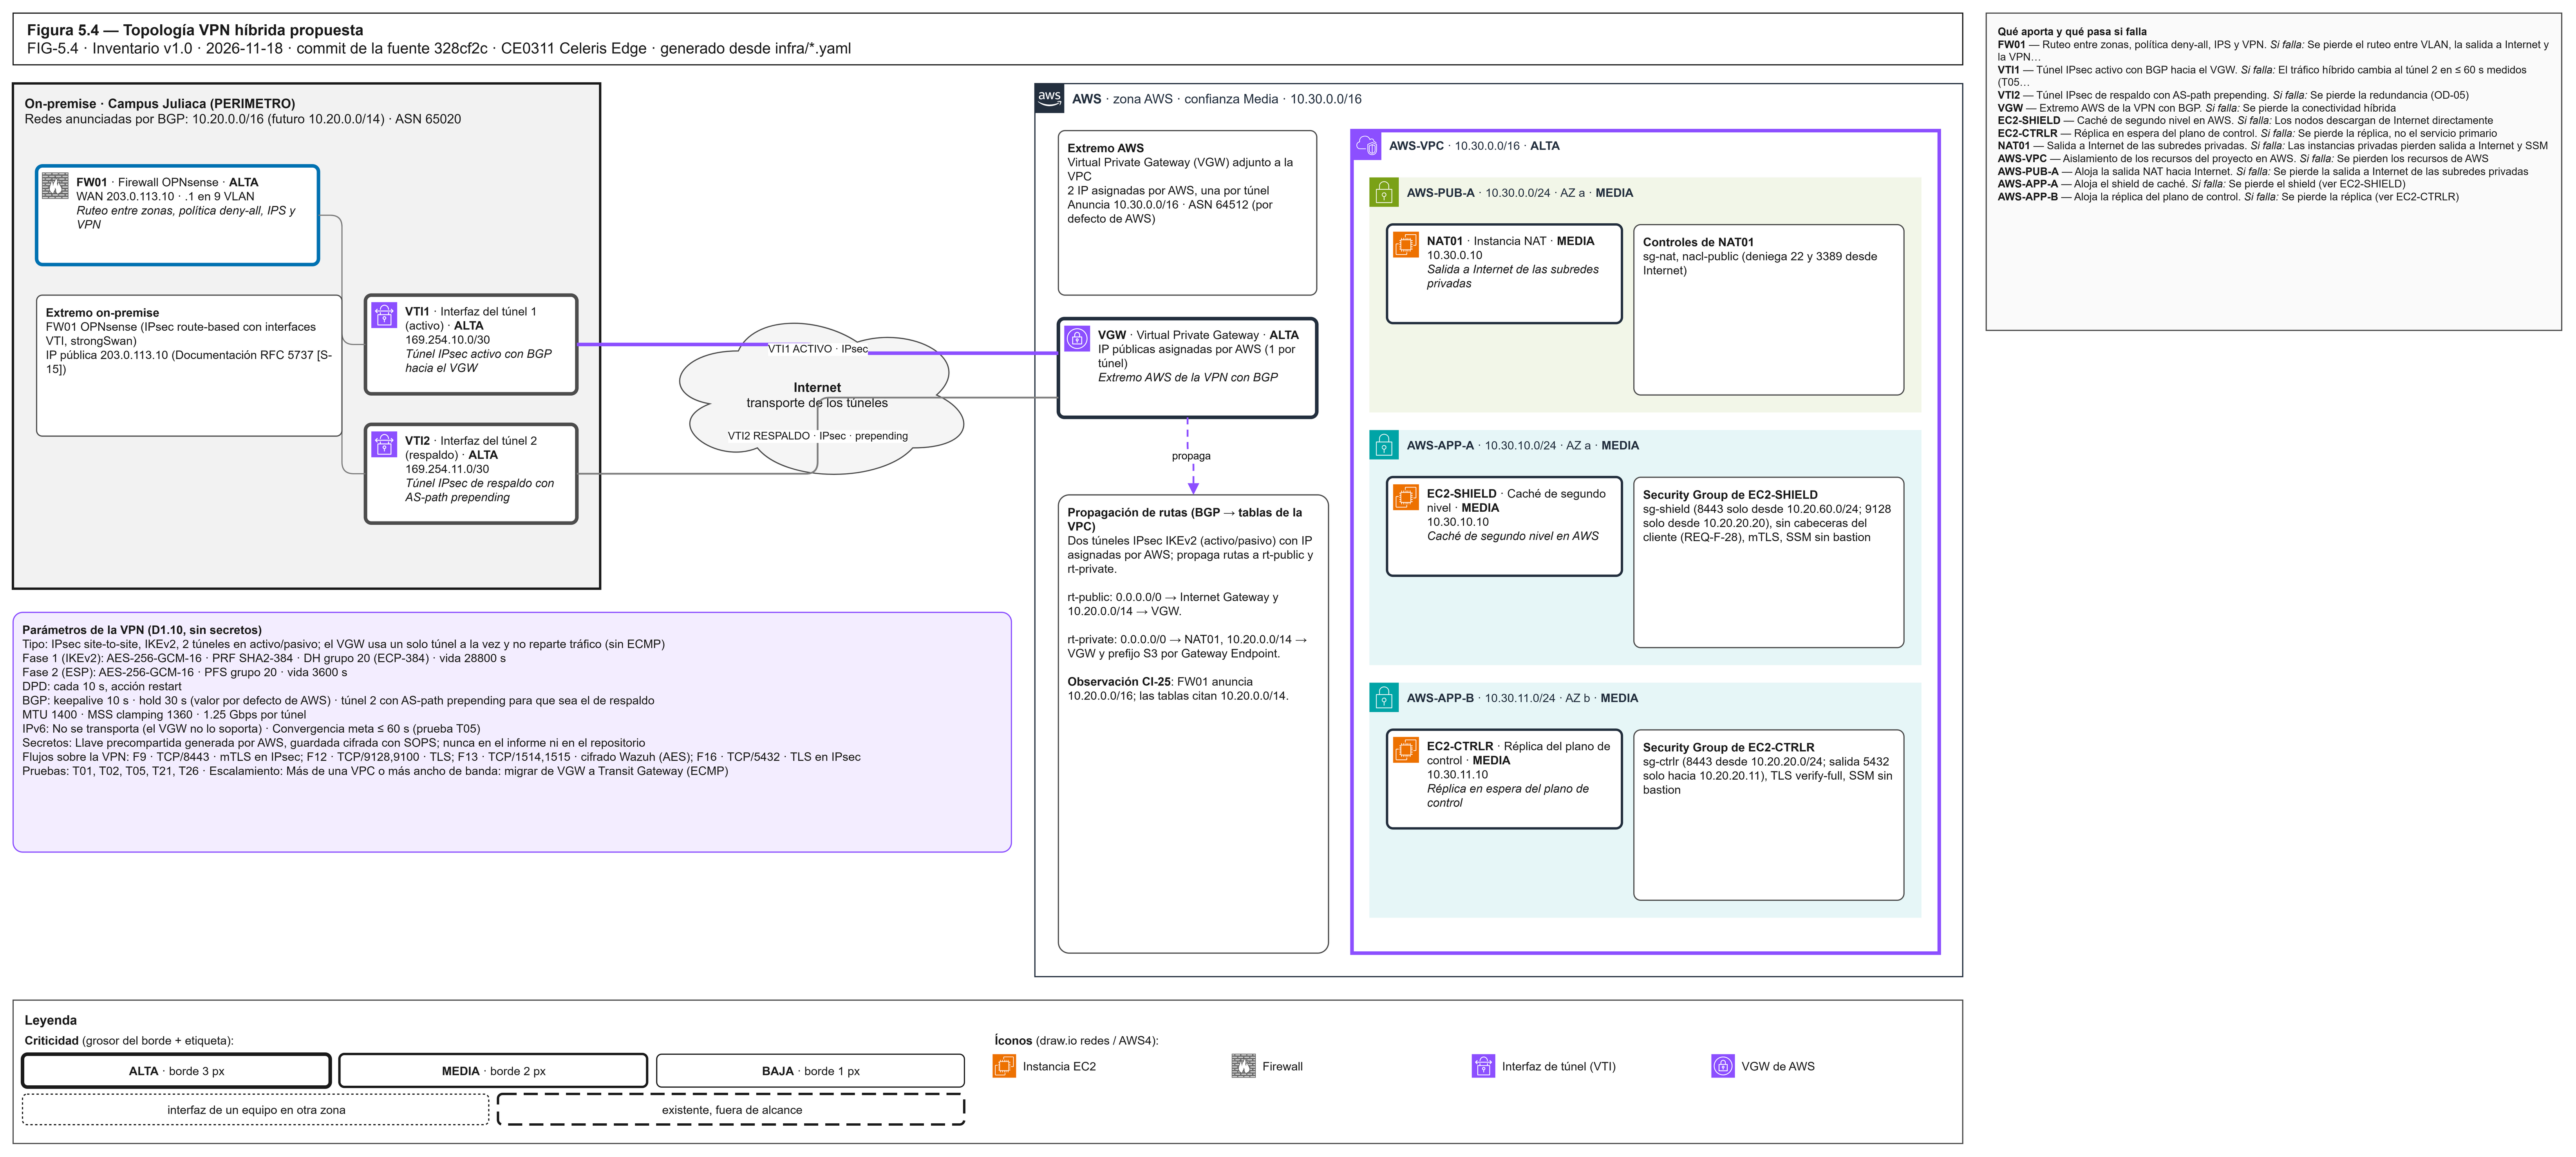 Figura 5.4 — Topología VPN híbrida propuesta
FIG-5.4 · Inventario v1.0 · 2026-11-18 · commit de la fuente 328cf2c · CE0311 Celeris Edge · generado desde infra/*.yaml
On-premise · Campus Juliaca (PERIMETRO)
Redes anunciadas por BGP: 10.20.0.0/16 (futuro 10.20.0.0/14) · ASN 65020
FW01 · Firewall OPNsense · ALTA
WAN 203.0.113.10 · .1 en 9 VLAN
Ruteo entre zonas, política deny-all, IPS y
VPN
Extremo on-premise
FW01 OPNsense (IPsec route-based con interfaces
VTI, strongSwan)
IP pública 203.0.113.10 (Documentación RFC 5737 [S-
15])
VTI1 · Interfaz del túnel 1
(activo) · ALTA
169.254.10.0/30
Túnel IPsec activo con BGP
hacia el VGW
VTI2 · Interfaz del túnel 2
(respaldo) · ALTA
169.254.11.0/30
Túnel IPsec de respaldo con
AS-path prepending
VTI1 ACTIVO · IPsec
Internet
transporte de los túneles
VTI2 RESPALDO · IPsec · prepending
aws
AWS · zona AWS · confianza Media · 10.30.0.0/16
Extremo AWS
Virtual Private Gateway (VGW) adjunto a la
VPC
2 IP asignadas por AWS, una por túnel
Anuncia 10.30.0.0/16 · ASN 64512 (por
defecto de AWS)
VGW · Virtual Private Gateway · ALTA
IP públicas asignadas por AWS (1 por
túnel)
Extremo AWS de la VPN con BGP
propaga
Propagación de rutas (BGP → tablas de la
VPC)
Dos túneles IPsec IKEv2 (activo/pasivo) con IP
asignadas por AWS; propaga rutas a rt-public y
rt-private.
rt-public: 0.0.0.0/0 → Internet Gateway y
10.20.0.0/14 → VGW.
rt-private: 0.0.0.0/0 → NAT01, 10.20.0.0/14 →
VGW y prefijo S3 por Gateway Endpoint.
Observación CI-25: FW01 anuncia
10.20.0.0/16; las tablas citan 10.20.0.0/14.
AWS-VPC · 10.30.0.0/16 · ALTA
AWS-PUB-A · 10.30.0.0/24 · AZ a · MEDIA
NAT01 · Instancia NAT · MEDIA
10.30.0.10
Salida a Internet de las subredes
privadas
Controles de NAT01
sg-nat, nacl-public (deniega 22 y 3389 desde
Internet)
AWS-APP-A · 10.30.10.0/24 · AZ a · MEDIA
EC2-SHIELD · Caché de segundo
nivel · MEDIA
10.30.10.10
Caché de segundo nivel en AWS
Security Group de EC2-SHIELD
sg-shield (8443 solo desde 10.20.60.0/24; 9128
solo desde 10.20.20.20), sin cabeceras del
cliente (REQ-F-28), mTLS, SSM sin bastion
AWS-APP-B · 10.30.11.0/24 · AZ b · MEDIA
EC2-CTRLR · Réplica del plano de
control · MEDIA
10.30.11.10
Réplica en espera del plano de
control
Security Group de EC2-CTRLR
sg-ctrlr (8443 desde 10.20.20.0/24; salida 5432
solo hacia 10.20.20.11), TLS verify-full, SSM sin
bastion
Qué aporta y qué pasa si falla
FW01 — Ruteo entre zonas, política deny-all, IPS y VPN. Si falla: Se pierde el ruteo entre VLAN, la salida a Internet y
la VPN…
VTI1 — Túnel IPsec activo con BGP hacia el VGW. Si falla: El tráfico híbrido cambia al túnel 2 en ≤ 60 s medidos
(T05…
VTI2 — Túnel IPsec de respaldo con AS-path prepending. Si falla: Se pierde la redundancia (OD-05)
VGW — Extremo AWS de la VPN con BGP. Si falla: Se pierde la conectividad híbrida
EC2-SHIELD — Caché de segundo nivel en AWS. Si falla: Los nodos descargan de Internet directamente
EC2-CTRLR — Réplica en espera del plano de control. Si falla: Se pierde la réplica, no el servicio primario
NAT01 — Salida a Internet de las subredes privadas. Si falla: Las instancias privadas pierden salida a Internet y SSM
AWS-VPC — Aislamiento de los recursos del proyecto en AWS. Si falla: Se pierden los recursos de AWS
AWS-PUB-A — Aloja la salida NAT hacia Internet. Si falla: Se pierde la salida a Internet de las subredes privadas
AWS-APP-A — Aloja el shield de caché. Si falla: Se pierde el shield (ver EC2-SHIELD)
AWS-APP-B — Aloja la réplica del plano de control. Si falla: Se pierde la réplica (ver EC2-CTRLR)
Parámetros de la VPN (D1.10, sin secretos)
Tipo: IPsec site-to-site, IKEv2, 2 túneles en activo/pasivo; el VGW usa un solo túnel a la vez y no reparte tráfico (sin ECMP)
Fase 1 (IKEv2): AES-256-GCM-16 · PRF SHA2-384 · DH grupo 20 (ECP-384) · vida 28800 s
Fase 2 (ESP): AES-256-GCM-16 · PFS grupo 20 · vida 3600 s
DPD: cada 10 s, acción restart
BGP: keepalive 10 s · hold 30 s (valor por defecto de AWS) · túnel 2 con AS-path prepending para que sea el de respaldo
MTU 1400 · MSS clamping 1360 · 1.25 Gbps por túnel
IPv6: No se transporta (el VGW no lo soporta) · Convergencia meta ≤ 60 s (prueba T05)
Secretos: Llave precompartida generada por AWS, guardada cifrada con SOPS; nunca en el informe ni en el repositorio
Flujos sobre la VPN: F9 · TCP/8443 · mTLS en IPsec; F12 · TCP/9128,9100 · TLS; F13 · TCP/1514,1515 · cifrado Wazuh (AES); F16 · TCP/5432 · TLS en IPsec
Pruebas: T01, T02, T05, T21, T26 · Escalamiento: Más de una VPC o más ancho de banda: migrar de VGW a Transit Gateway (ECMP)
Leyenda
Criticidad (grosor del borde + etiqueta):
ALTA · borde 3 px
MEDIA · borde 2 px
BAJA · borde 1 px
interfaz de un equipo en otra zona
existente, fuera de alcance
Íconos (draw.io redes / AWS4):
Instancia EC2
Firewall
Interfaz de túnel (VTI)
VGW de AWS